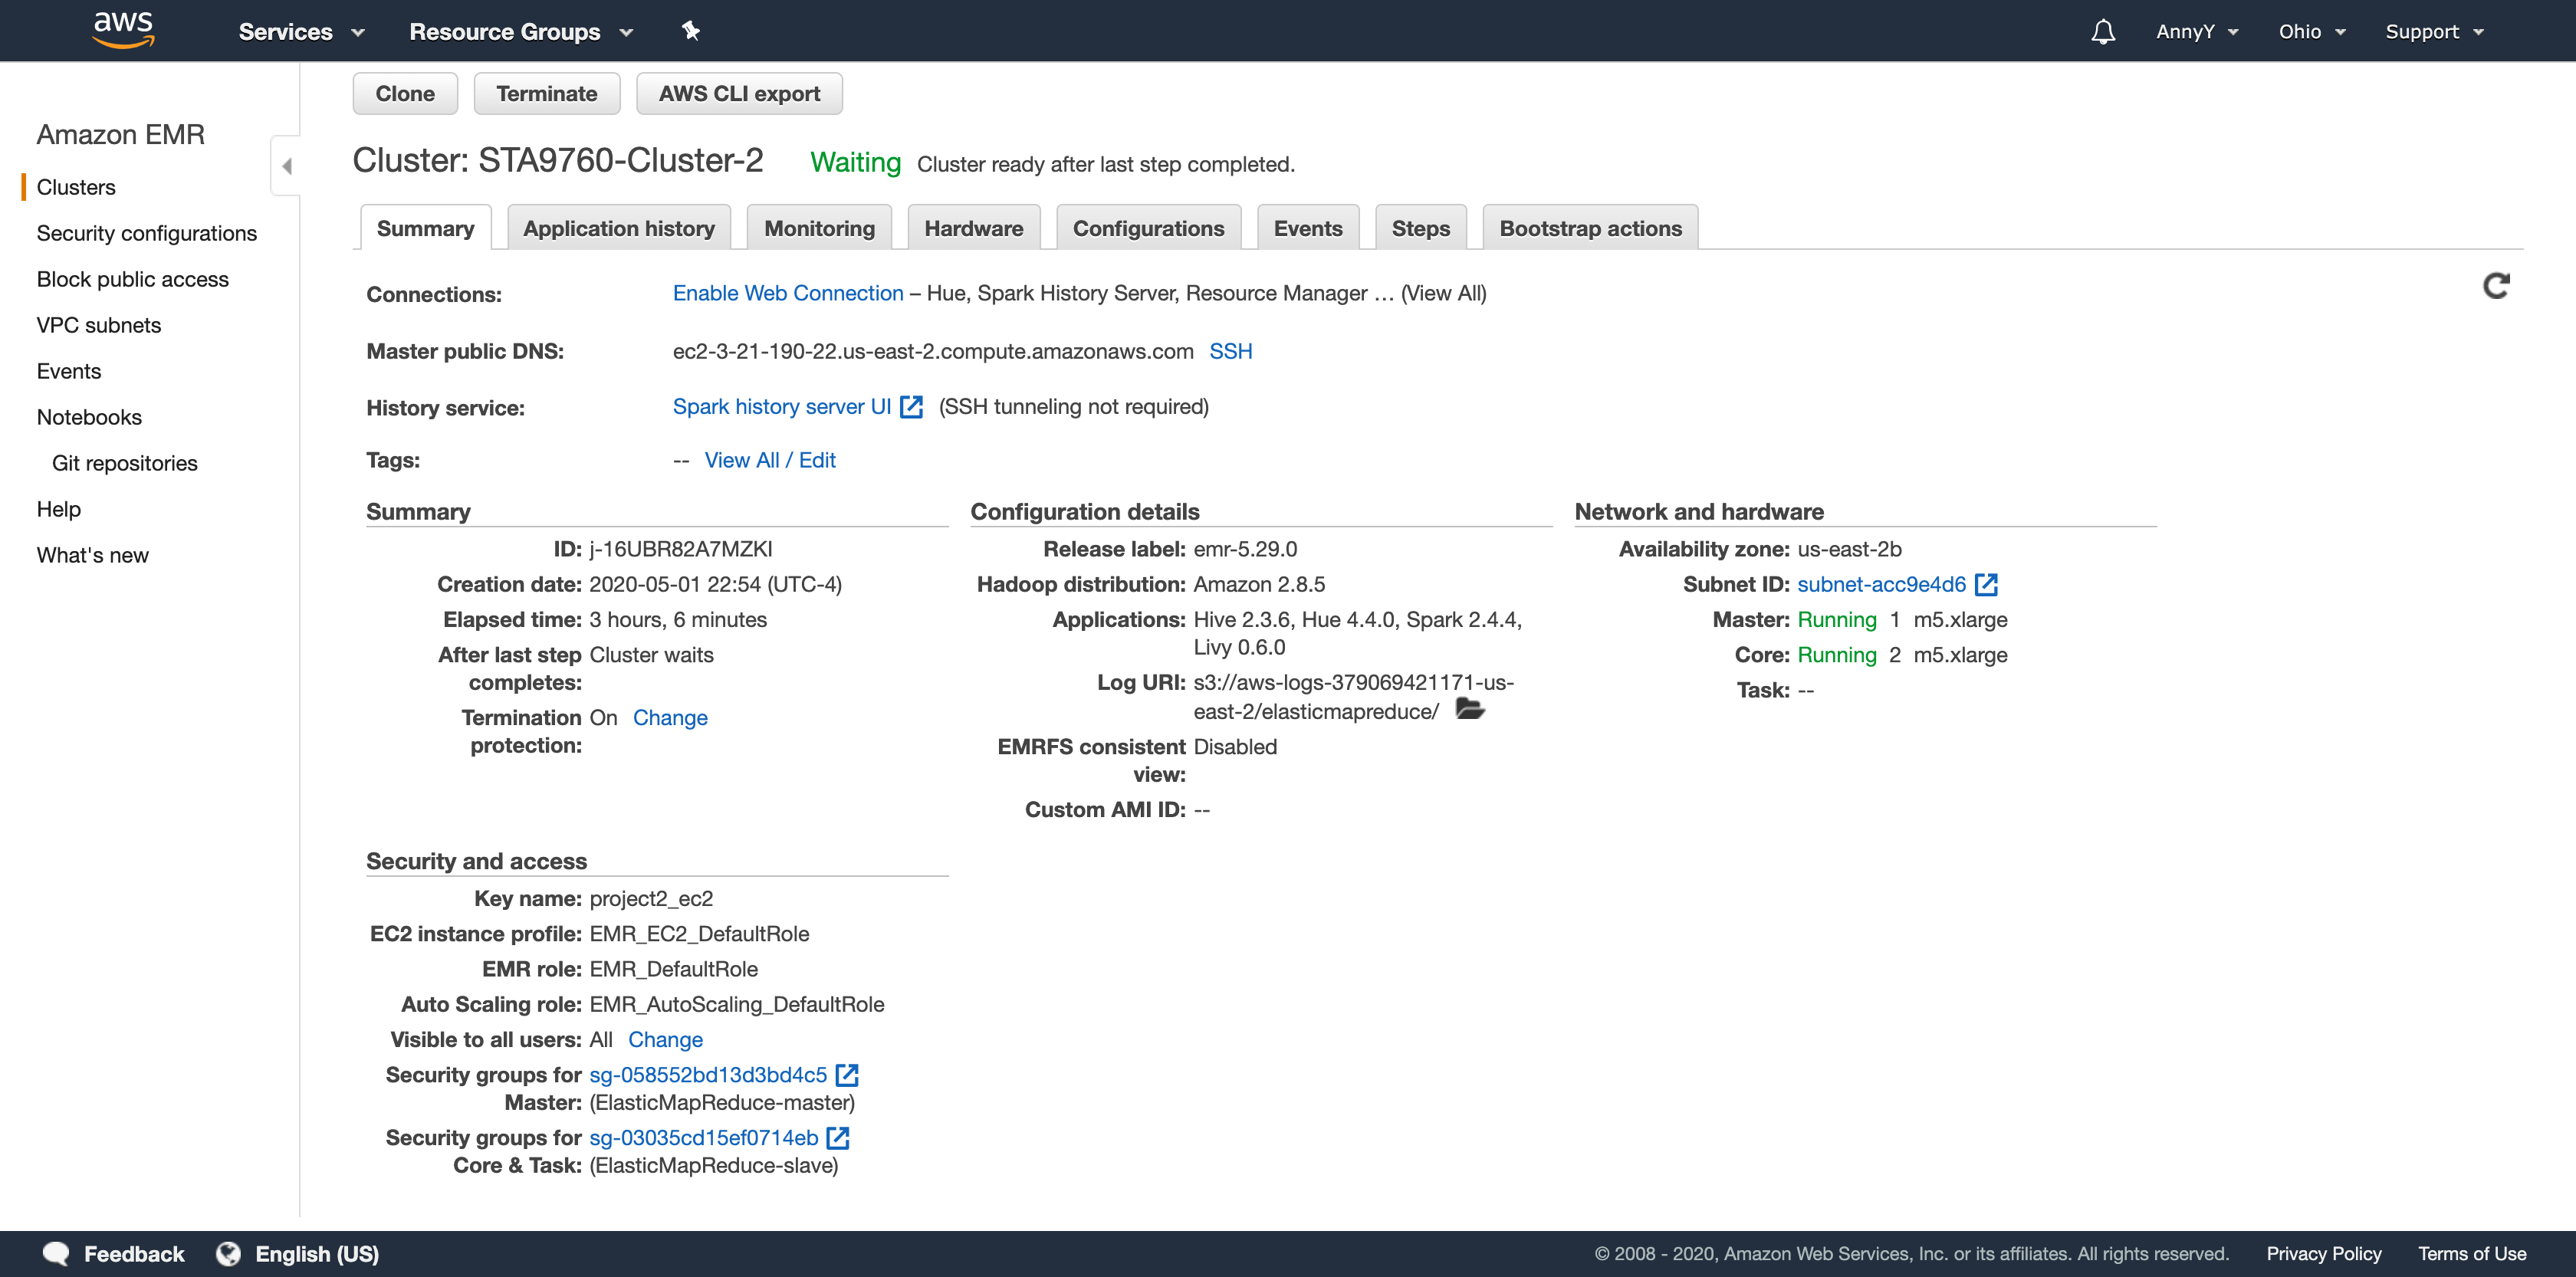 aws Services Resource Groups AnnyY Ohio Support
Clone Terminate AWS CLI export
Amazon EMR
Clusters
Security configurations
Block public access
VPC subnets
Events
Notebooks
Git repositories
Help
What's new
Cluster: STA9760-Cluster-2 Waiting Cluster ready after last step completed.
Summary Application history Monitoring Hardware Configurations Events Steps Bootstrap actions
Connections: Enable Web Connection – Hue, Spark History Server, Resource Manager … (View All)
Master public DNS: ec2-3-21-190-22.us-east-2.compute.amazonaws.com SSH
History service: Spark history server UI (SSH tunneling not required)
Tags: -- View All / Edit
Summary
ID: j-16UBR82A7MZKI
Creation date: 2020-05-01 22:54 (UTC-4)
Elapsed time: 3 hours, 6 minutes
After last step Cluster waits
completes:
Termination On Change
protection:
Configuration details
Release label: emr-5.29.0
Hadoop distribution: Amazon 2.8.5
Applications: Hive 2.3.6, Hue 4.4.0, Spark 2.4.4,
Livy 0.6.0
Log URI: s3://aws-logs-379069421171-us-
east-2/elasticmapreduce/
EMRFS consistent Disabled
view:
Custom AMI ID: --
Network and hardware
Availability zone: us-east-2b
Subnet ID: subnet-acc9e4d6
Master: Running 1 m5.xlarge
Core: Running 2 m5.xlarge
Task: --
Security and access
Key name: project2_ec2
EC2 instance profile: EMR_EC2_DefaultRole
EMR role: EMR_DefaultRole
Auto Scaling role: EMR_AutoScaling_DefaultRole
Visible to all users: All Change
Security groups for sg-058552bd13d3bd4c5
Master: (ElasticMapReduce-master)
Security groups for sg-03035cd15ef0714eb
Core & Task: (ElasticMapReduce-slave)
Feedback English (US) © 2008 - 2020, Amazon Web Services, Inc. or its affiliates. All rights reserved. Privacy Policy Terms of Use